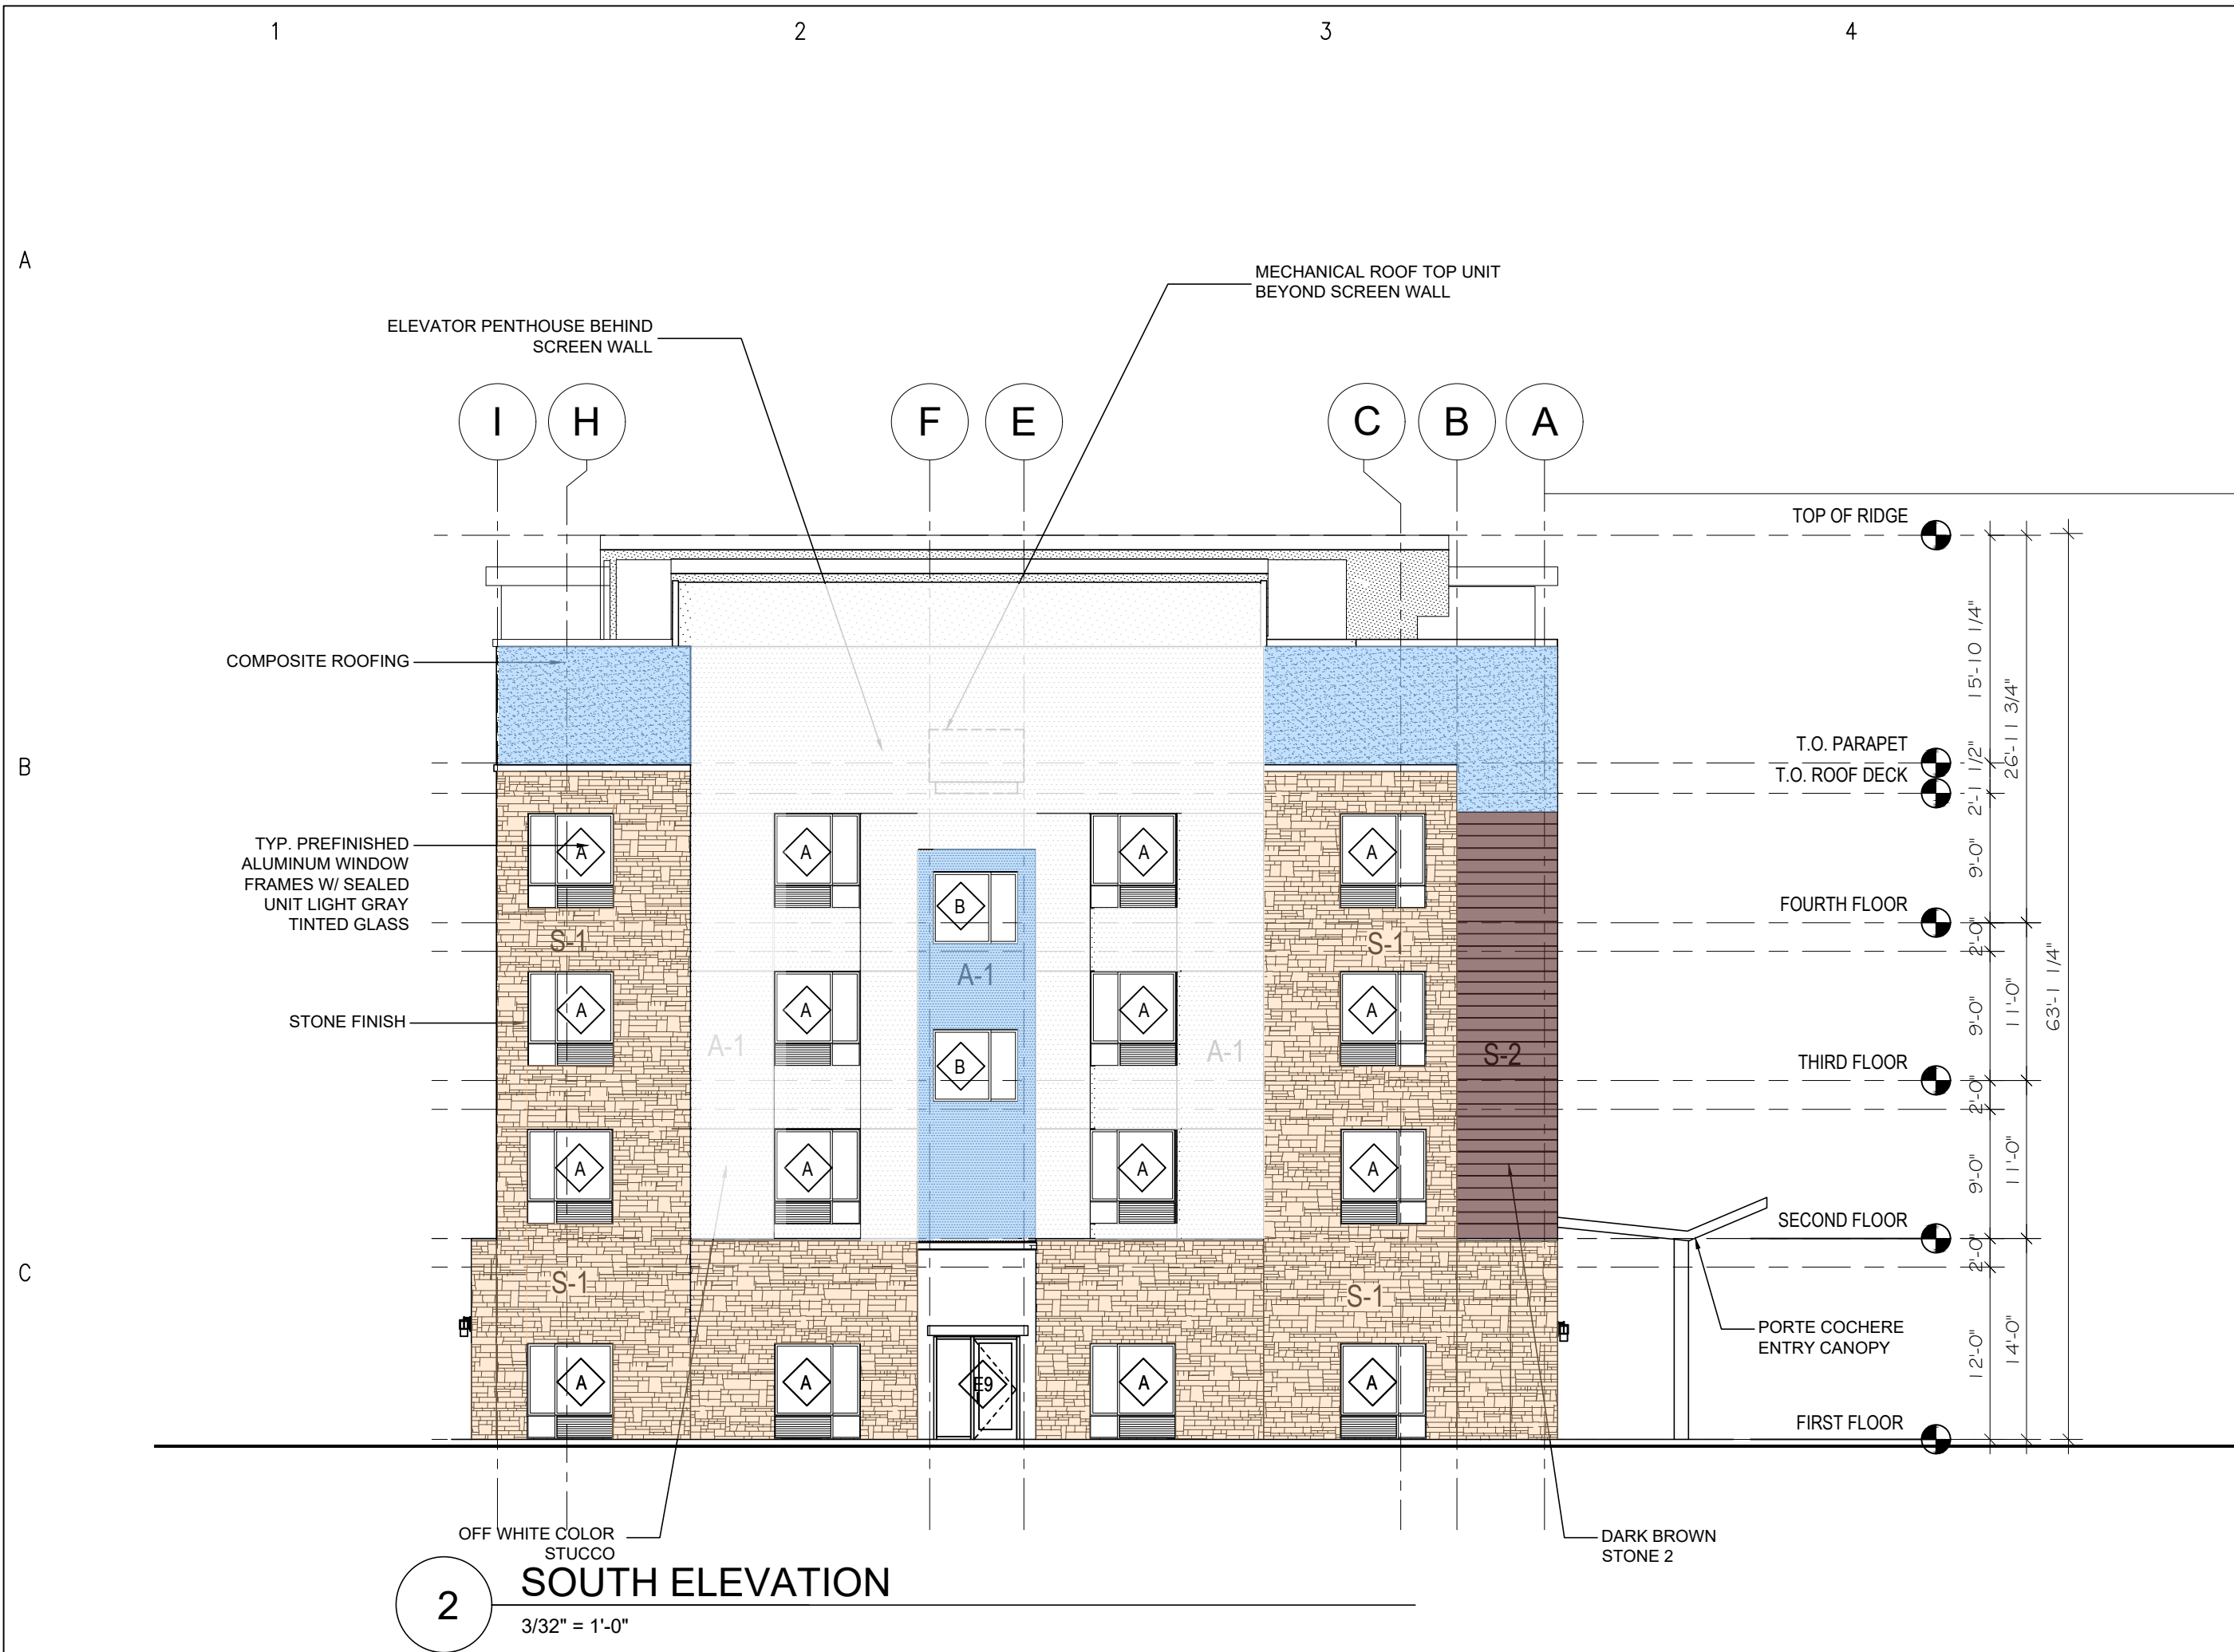 1 2 3 4
A
MECHANICAL ROOF TOP UNIT
BEYOND SCREEN WALL
ELEVATOR PENTHOUSE BEHIND
SCREEN WALL
I H F E C B A
TOP OF RIDGE
15'-10 1/4"
COMPOSITE ROOFING
26'-11 3/4"
T.O. PARAPET
B
2'-1 1/2"
T.O. ROOF DECK
TYP. PREFINISHED
ALUMINUM WINDOW
FRAMES W/ SEALED
UNIT LIGHT GRAY
TINTED GLASS
A A A A
9'-0"
B
FOURTH FLOOR
2'-0"
S-1 S-1
A-1
63'-1 1/4"
STONE FINISH
A A A A
9'-0" 11'-0"
A-1 A-1
S-2
B
THIRD FLOOR
2'-0"
A A A A
9'-0" 11'-0"
SECOND FLOOR
2'-0"
C
S-1 S-1
PORTE COCHERE
ENTRY CANOPY
12'-0" 14'-0"
A A E9 A A
FIRST FLOOR
OFF WHITE COLOR
STUCCO
DARK BROWN
STONE 2
2
SOUTH ELEVATION
3/32" = 1'-0"